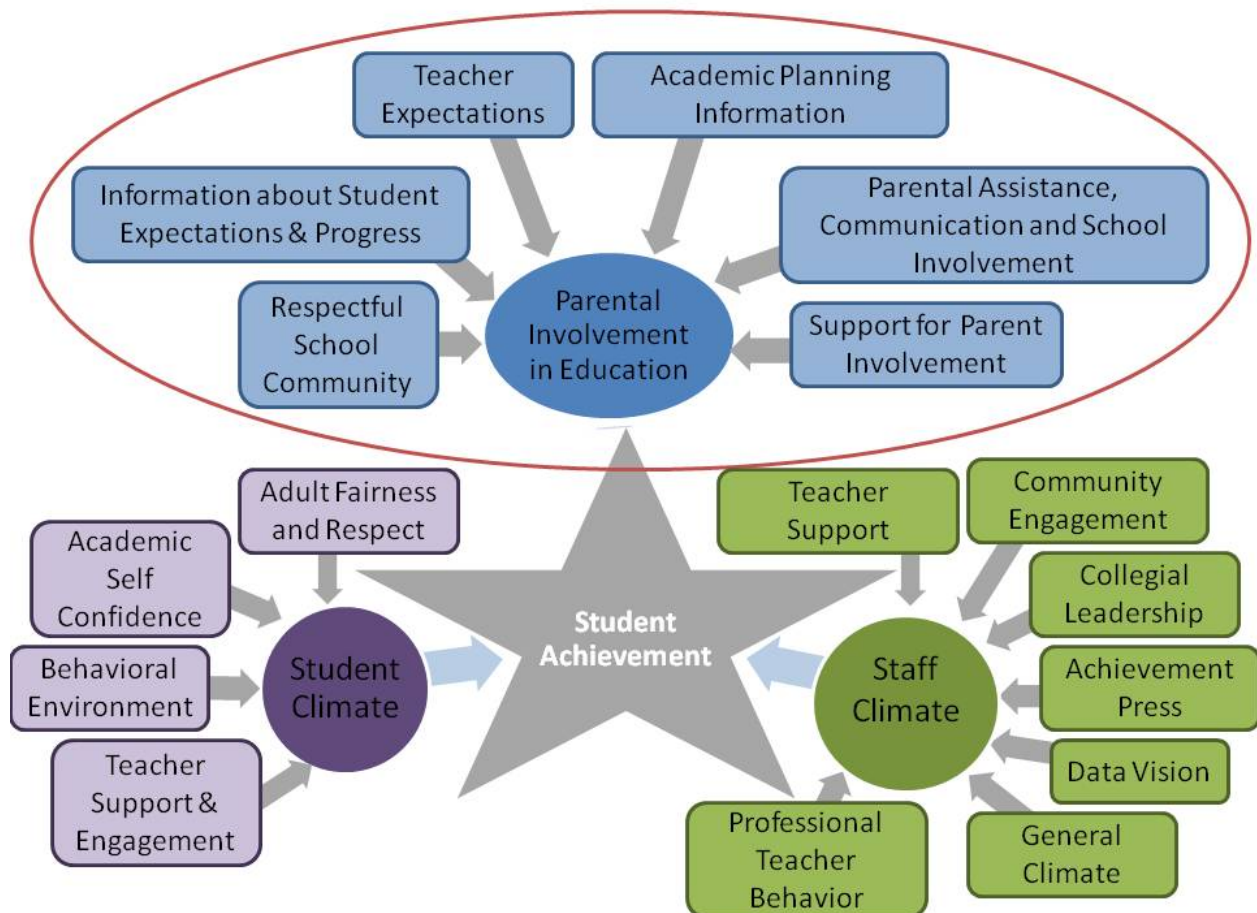 Teacher
Expectations
Academic Planning
Information
Information about Student
Expectations & Progress
Parental Assistance,
Communication and School
Involvement
Respectful
School
Community
Parental
Involvement
in Education
Support for Parent
Involvement
Adult Fairness
and Respect
Academic
Self
Confidence
Behavioral
Environment
Teacher
Support &
Engagement
Student
Climate
Student
Achievement
Teacher
Support
Community
Engagement
Collegial
Leadership
Staff
Climate
Achievement
Press
Data Vision
General
Climate
Professional
Teacher
Behavior